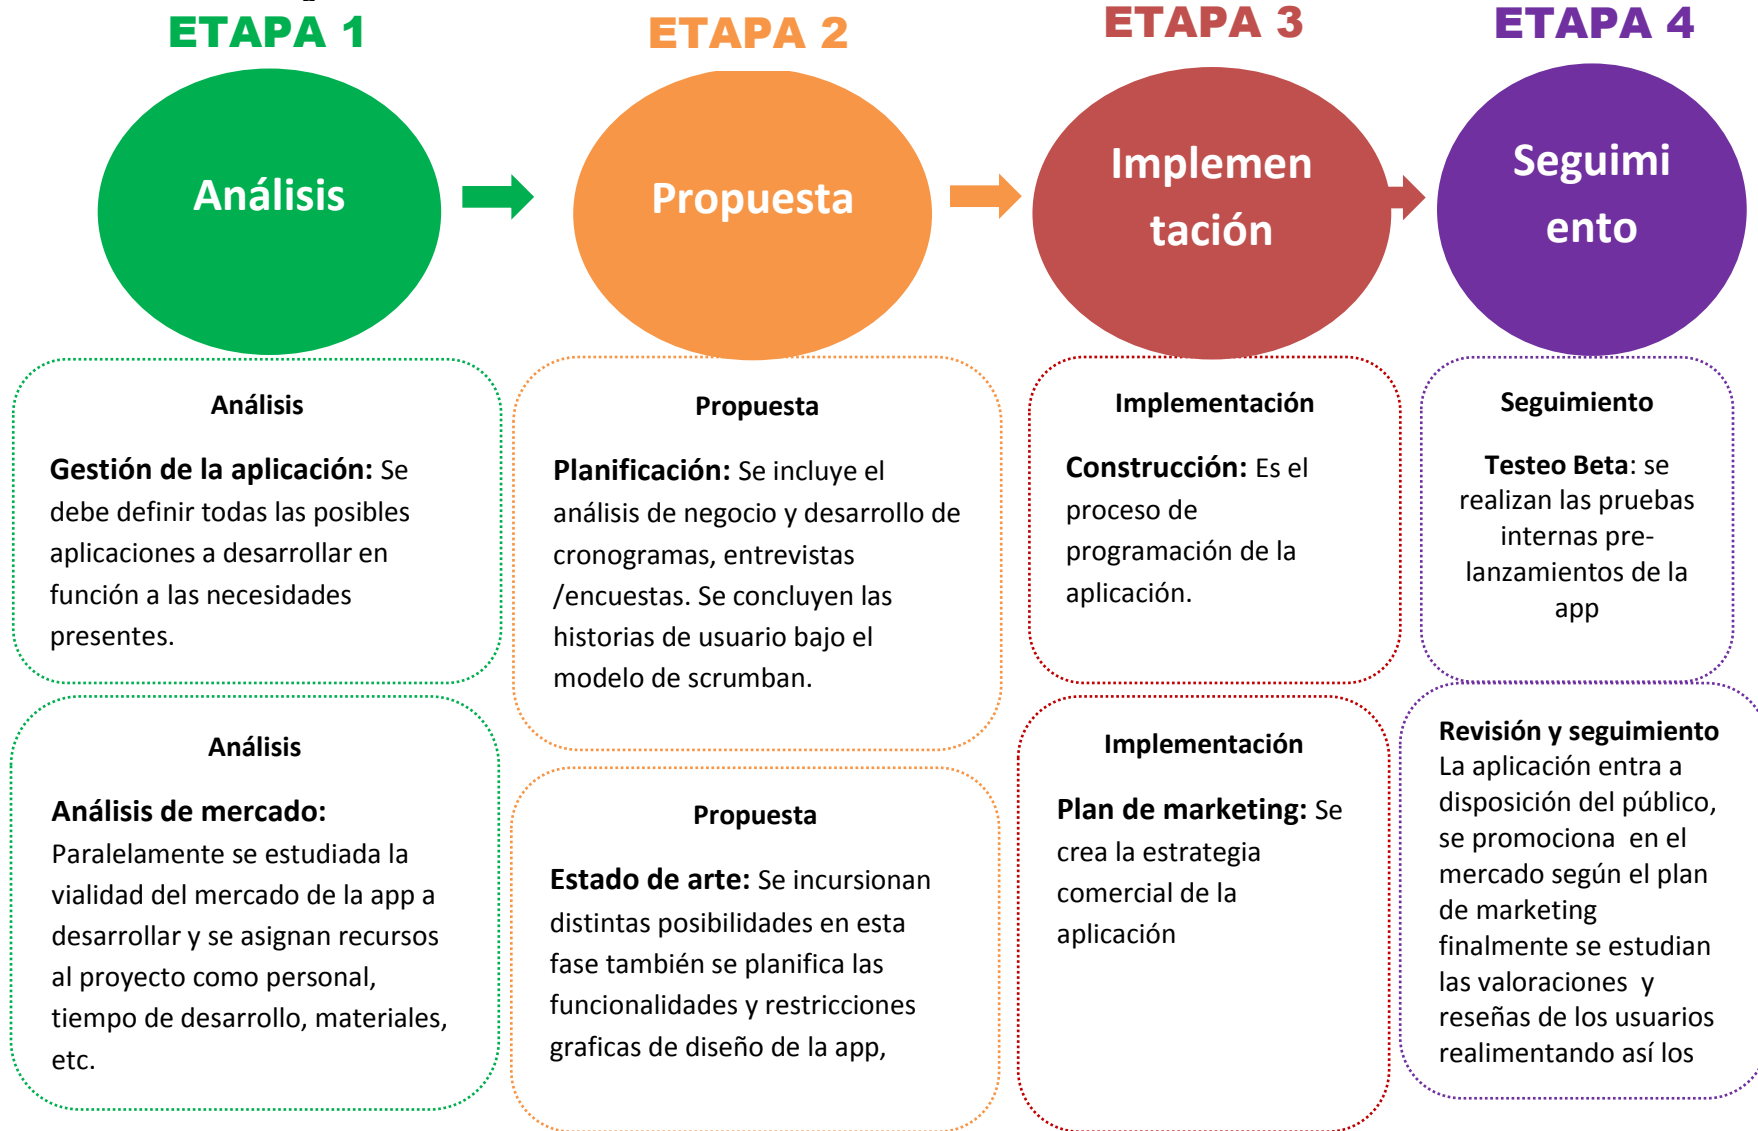 ETAPA 1
ETAPA 2
ETAPA 3
ETAPA 4
Análisis
Propuesta
Implemen
tación
Seguimi
ento
Análisis
Gestión de la aplicación: Se
debe definir todas las posibles
aplicaciones a desarrollar en
función a las necesidades
presentes.
Propuesta
Planificación: Se incluye el
análisis de negocio y desarrollo de
cronogramas, entrevistas
/encuestas. Se concluyen las
historias de usuario bajo el
modelo de scrumban.
Implementación
Construcción: Es el
proceso de
programación de la
aplicación.
Seguimiento
Testeo Beta: se
realizan las pruebas
internas pre-
lanzamientos de la
app
Análisis
Análisis de mercado:
Paralelamente se estudiada la
vialidad del mercado de la app a
desarrollar y se asignan recursos
al proyecto como personal,
tiempo de desarrollo, materiales,
etc.
Propuesta
Estado de arte: Se incursionan
distintas posibilidades en esta
fase también se planifica las
funcionalidades y restricciones
graficas de diseño de la app,
Implementación
Plan de marketing: Se
crea la estrategia
comercial de la
aplicación
Revisión y seguimiento
La aplicación entra a
disposición del público,
se promociona  en el
mercado según el plan
de marketing
finalmente se estudian
las valoraciones  y
reseñas de los usuarios
realimentando así los